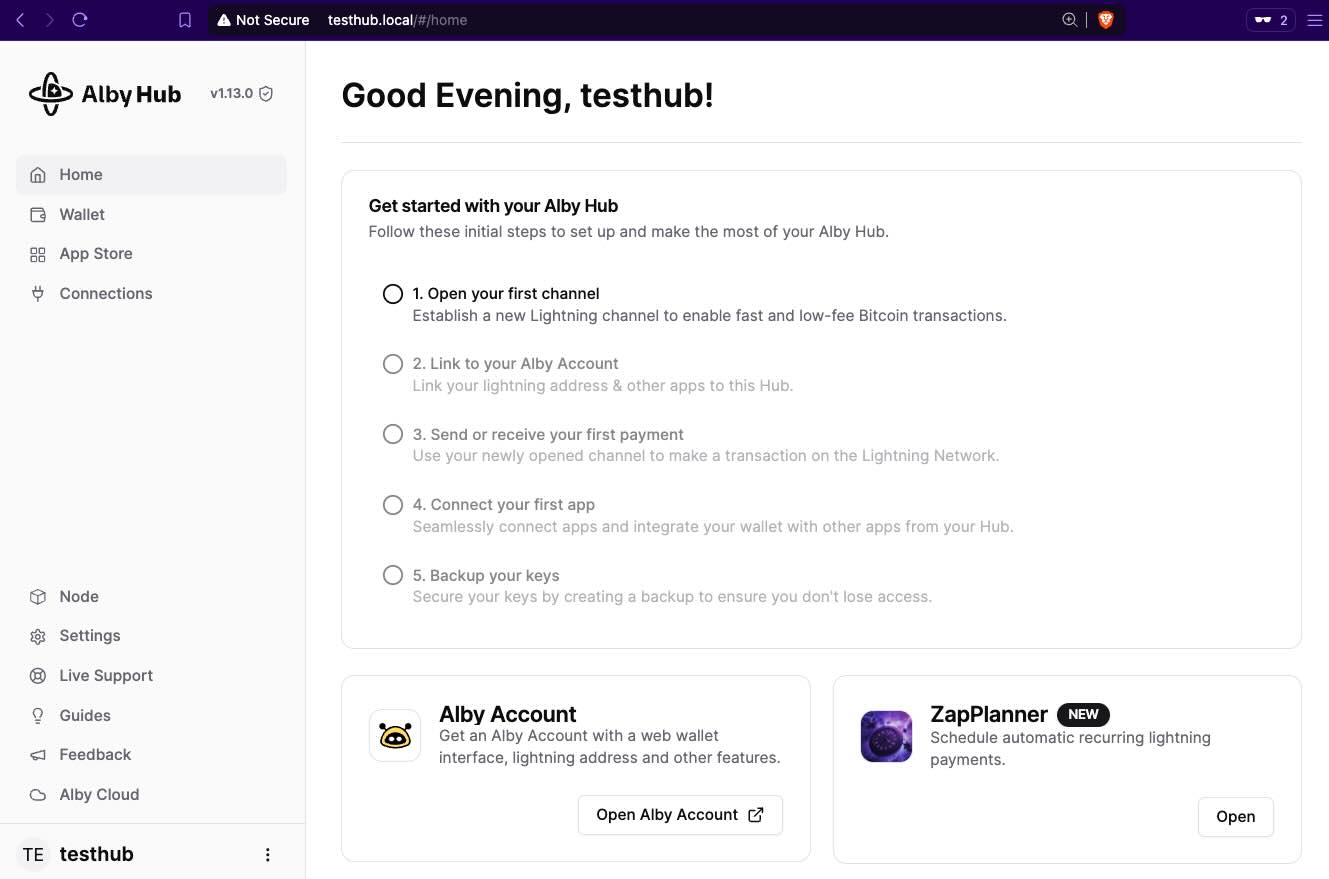 Not Secure testhub.local/#/home
2
Alby Hub v1.13.0
Home
Wallet
App Store
Connections
Node
Settings
Live Support
Guides
Feedback
Alby Cloud
TE testhub
Good Evening, testhub!
Get started with your Alby Hub
Follow these initial steps to set up and make the most of your Alby Hub.
1. Open your first channel
Establish a new Lightning channel to enable fast and low-fee Bitcoin transactions.
2. Link to your Alby Account
Link your lightning address & other apps to this Hub.
3. Send or receive your first payment
Use your newly opened channel to make a transaction on the Lightning Network.
4. Connect your first app
Seamlessly connect apps and integrate your wallet with other apps from your Hub.
5. Backup your keys
Secure your keys by creating a backup to ensure you don't lose access.
Alby Account
Get an Alby Account with a web wallet
interface, lightning address and other features.
Open Alby Account
ZapPlanner NEW
Schedule automatic recurring lightning
payments.
Open